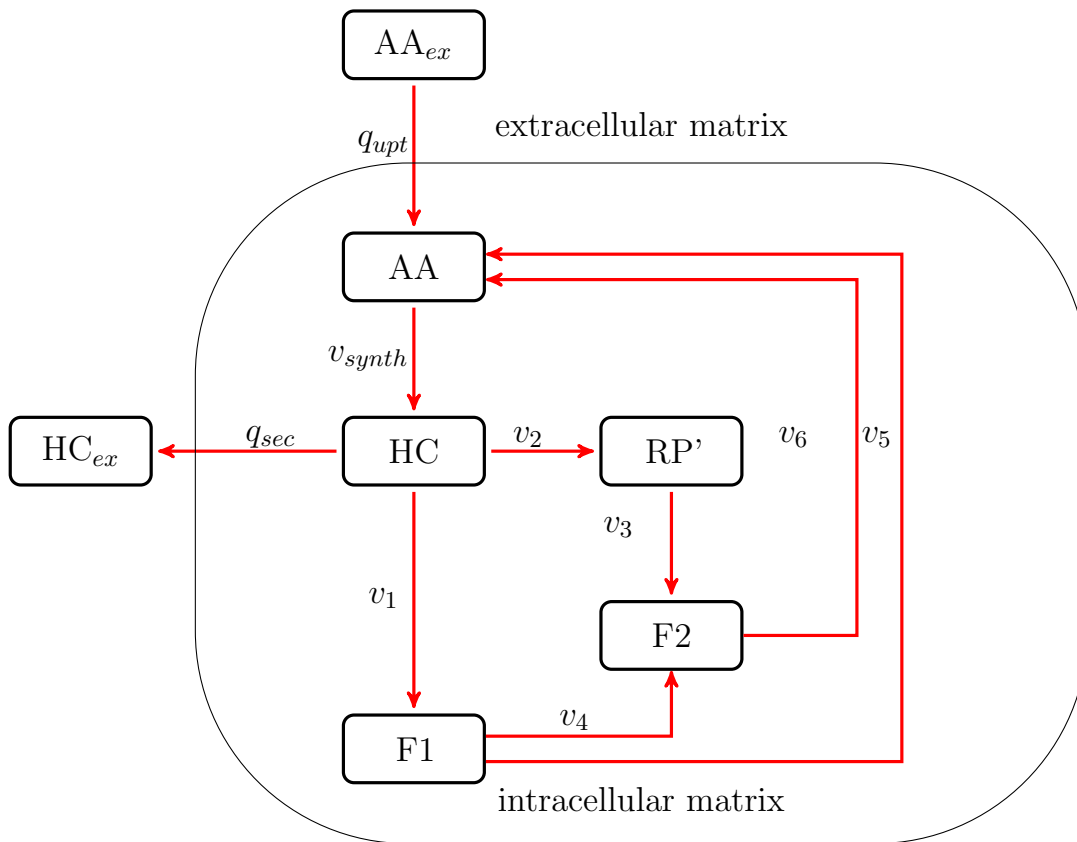 AA_ex
extracellular matrix
q_upt
AA
v_synth
HC_ex
q_sec
HC
v_2
RP'
v_6
v_5
v_3
v_1
F2
v_4
F1
intracellular matrix